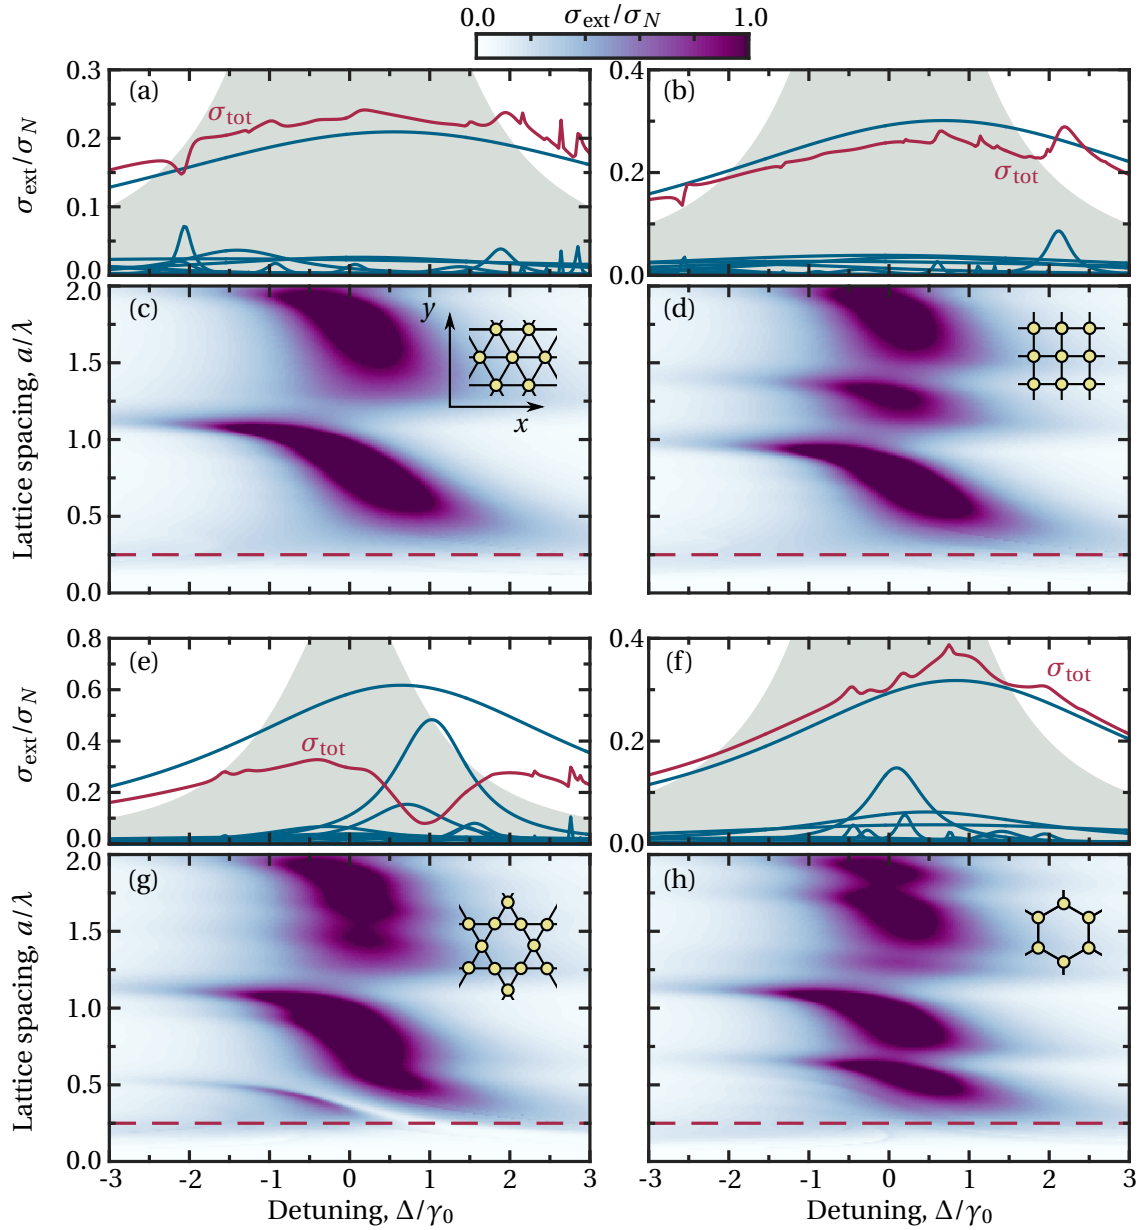 0.0 σext/σN 1.0
0.3 (a) σtot
0.2
0.1
0.0
σext/σN
0.4 (b) σtot
0.2
0.0
2.0 (c) y
1.5
1.0
0.5
0.0
x
Lattice spacing, a/λ
(d)
0.8 (e) σtot
0.6
0.4
0.2
0.0
σext/σN
0.4 (f) σtot
0.2
0.0
2.0 (g)
1.5
1.0
0.5
0.0
Lattice spacing, a/λ
(h)
-3 -2 -1 0 1 2 3
Detuning, Δ/γ0
-3 -2 -1 0 1 2 3
Detuning, Δ/γ0